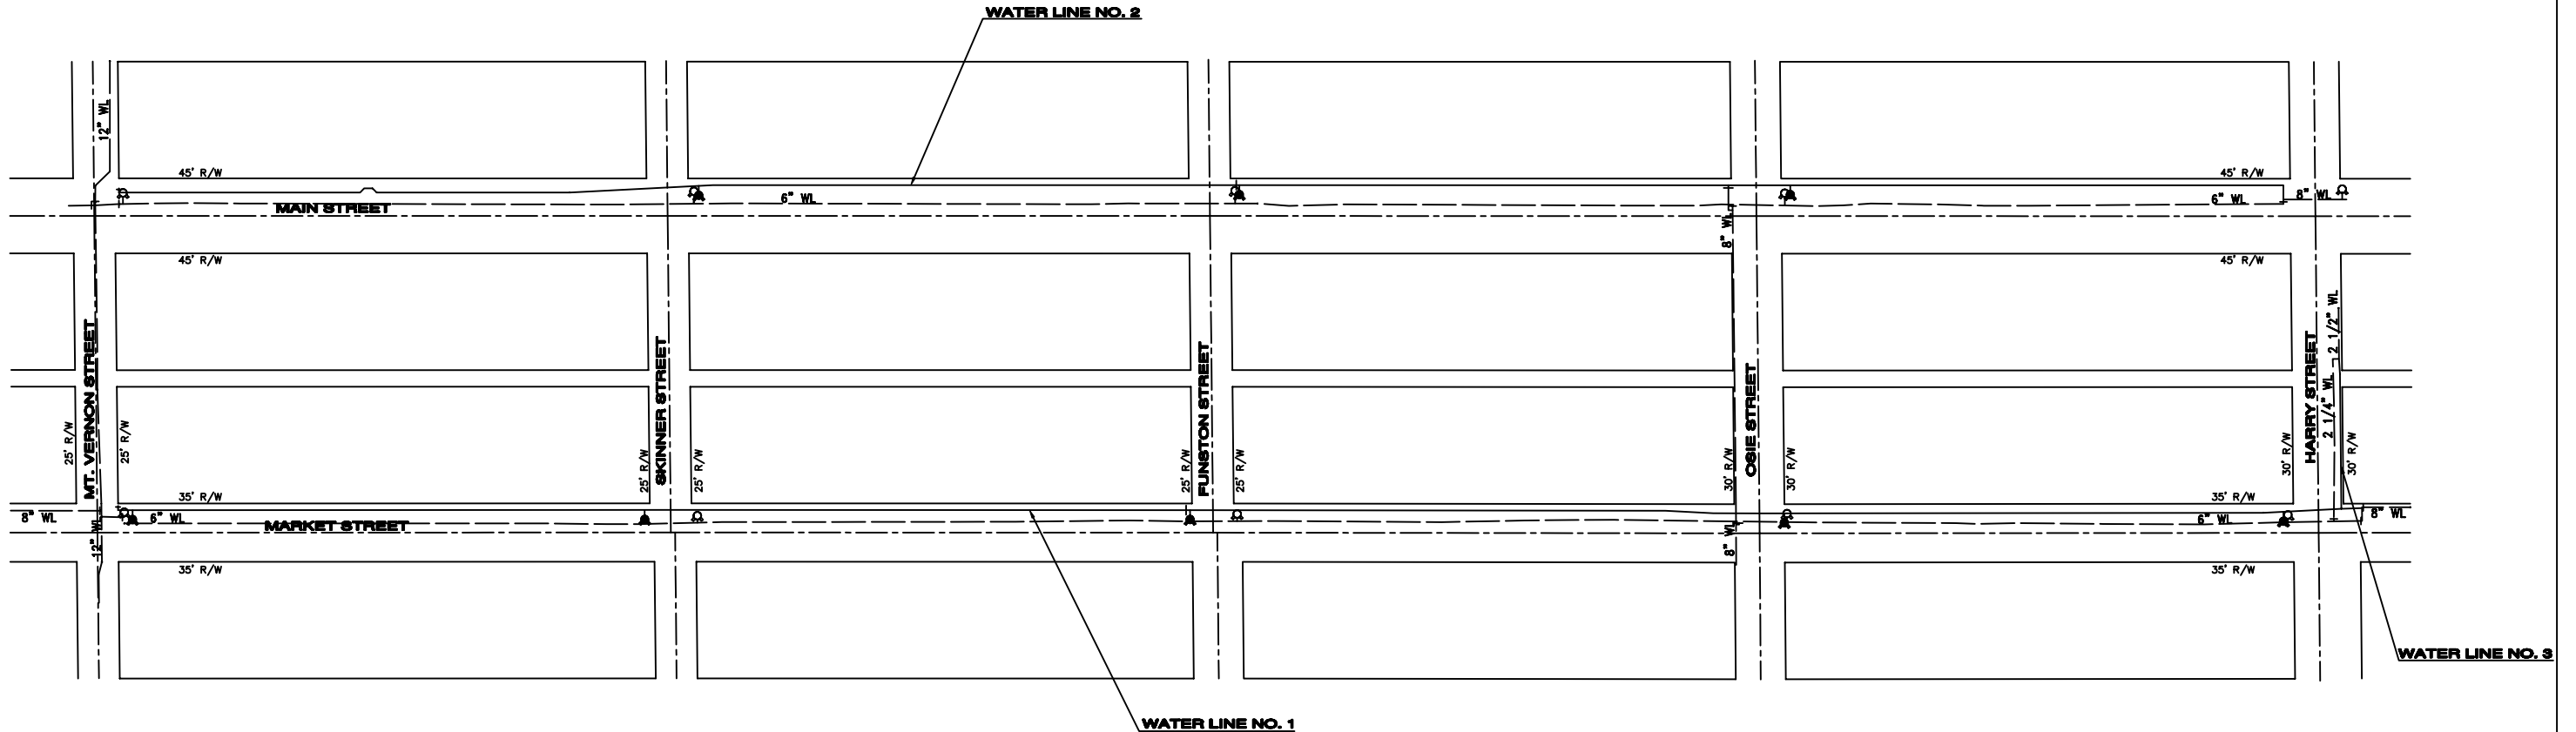 WATER LINE NO. 2
12" WL
45' R/W
45' R/W
6" WL
6" WL
8" WL
MAIN STREET
8" WL
45' R/W
45' R/W
2 1/2" WL
MT. VERNON STREET
SKINNER STREET
FUNSTON STREET
OSIE STREET
HARRY STREET
2 1/4" WL
25' R/W
25' R/W
25' R/W
25' R/W
25' R/W
25' R/W
30' R/W
30' R/W
30' R/W
30' R/W
35' R/W
35' R/W
8" WL
6" WL
MARKET STREET
6" WL
8" WL
12" WL
8" WL
35' R/W
35' R/W
WATER LINE NO. 3
WATER LINE NO. 1